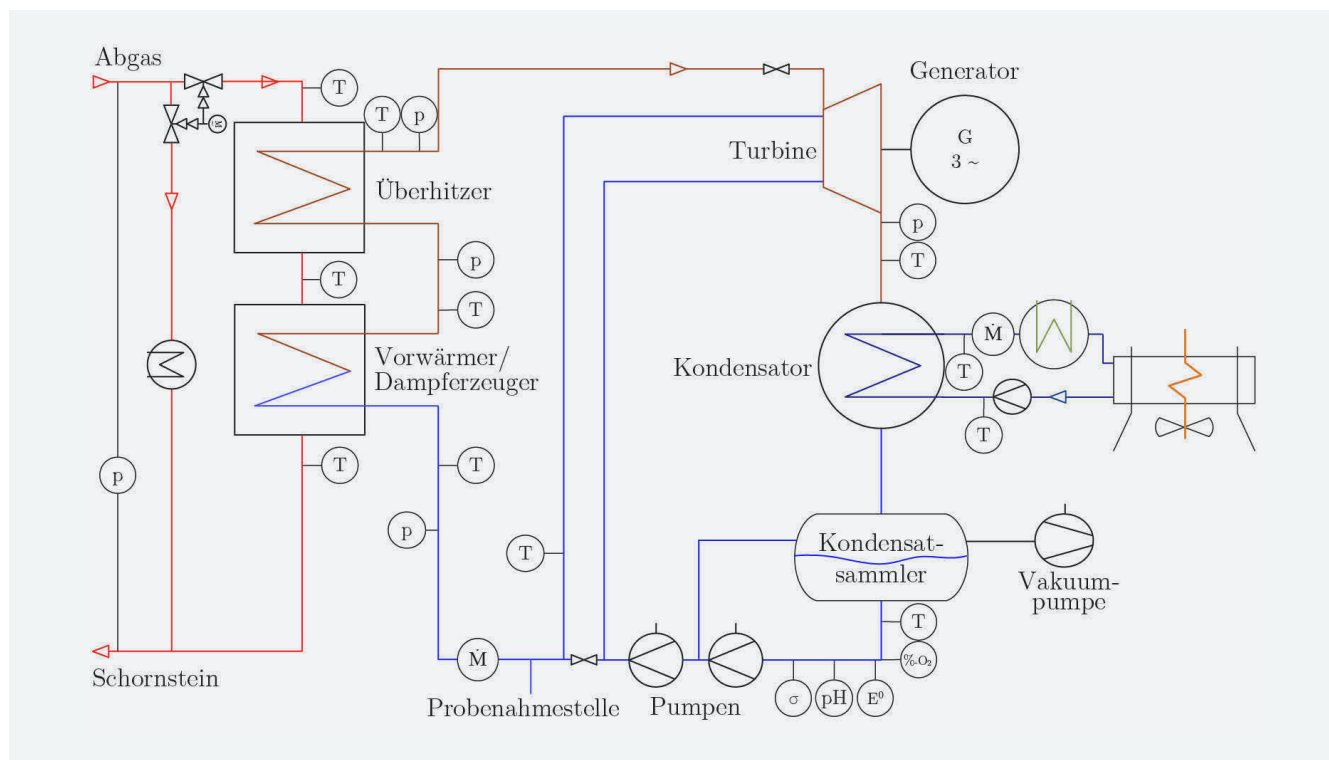 Abgas
T
Generator
T
p
G
3 ~
M
Turbine
Überhitzer
p
p
T
T
T
Ṁ
Vorwärmer/
Dampferzeuger
Kondensator
T
T
T
T
p
p
T
Kondensat-
sammler
Vakuum-
pumpe
T
Ṁ
%-O₂
Schornstein
Probenahmestelle
Pumpen
σ
pH
E⁰